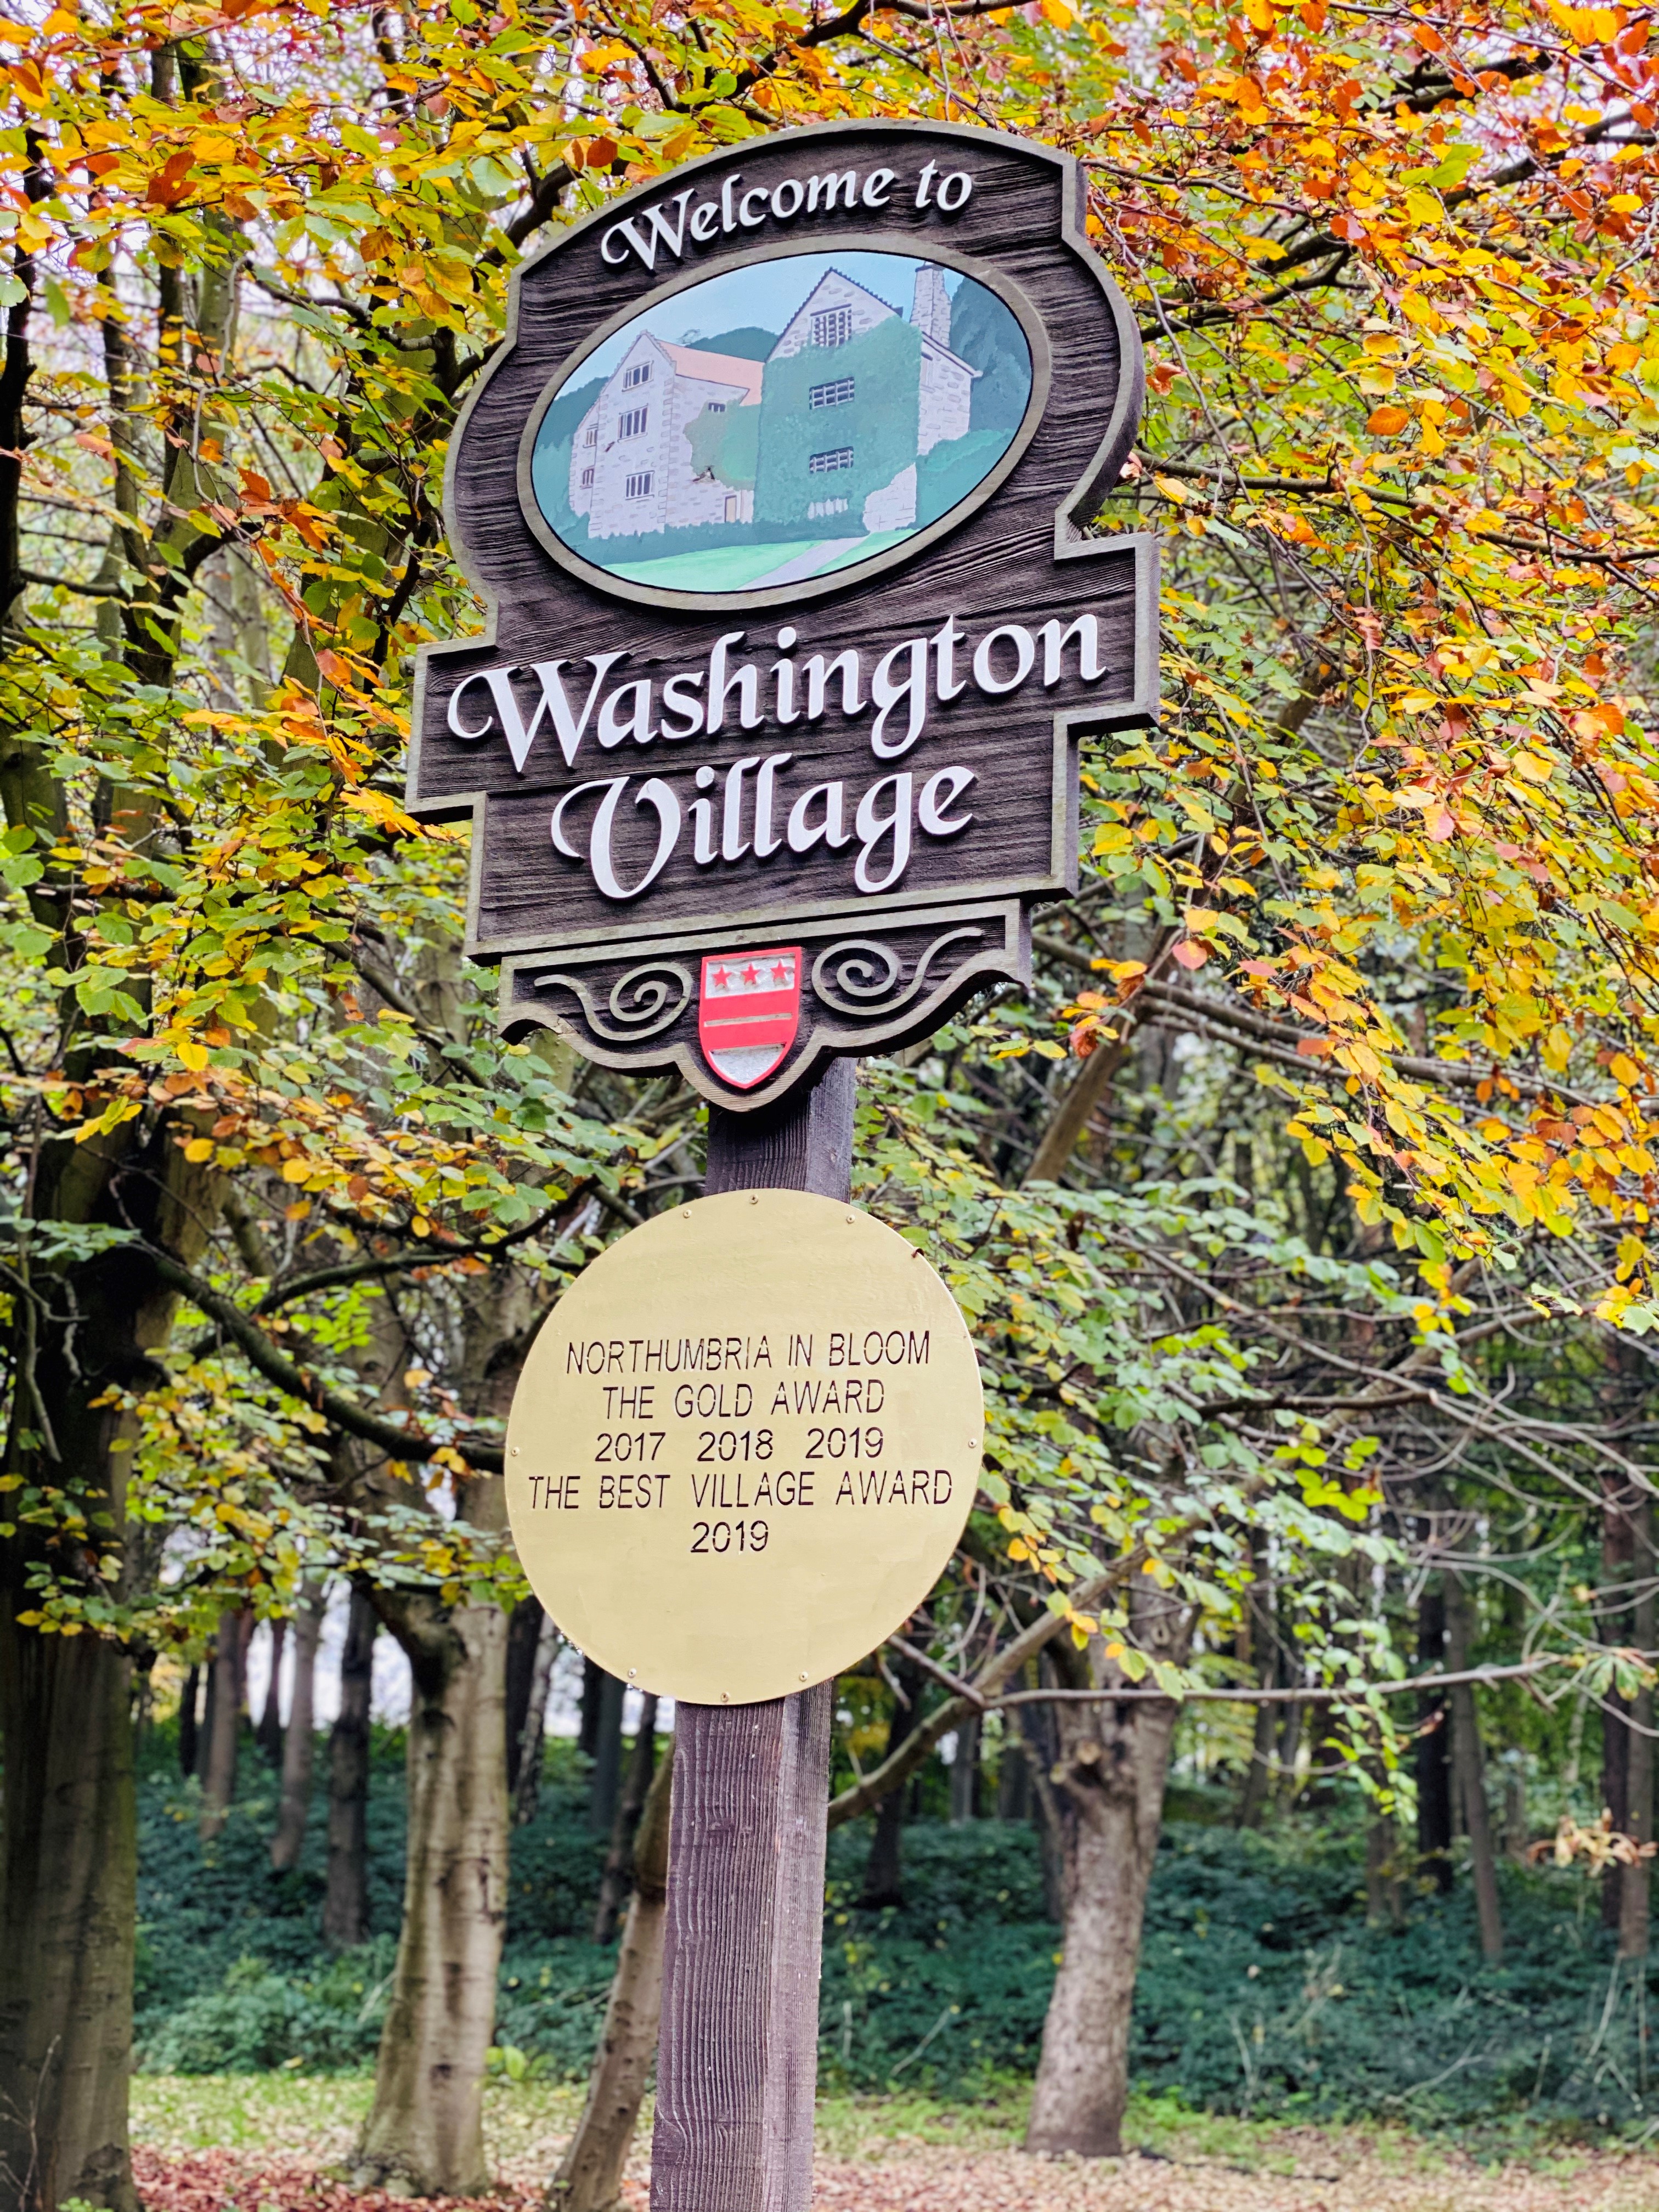 Welcome to
Washington
Village
NORTHUMBRIA IN BLOOM
THE GOLD AWARD
2017 2018 2019
THE BEST VILLAGE AWARD
2019